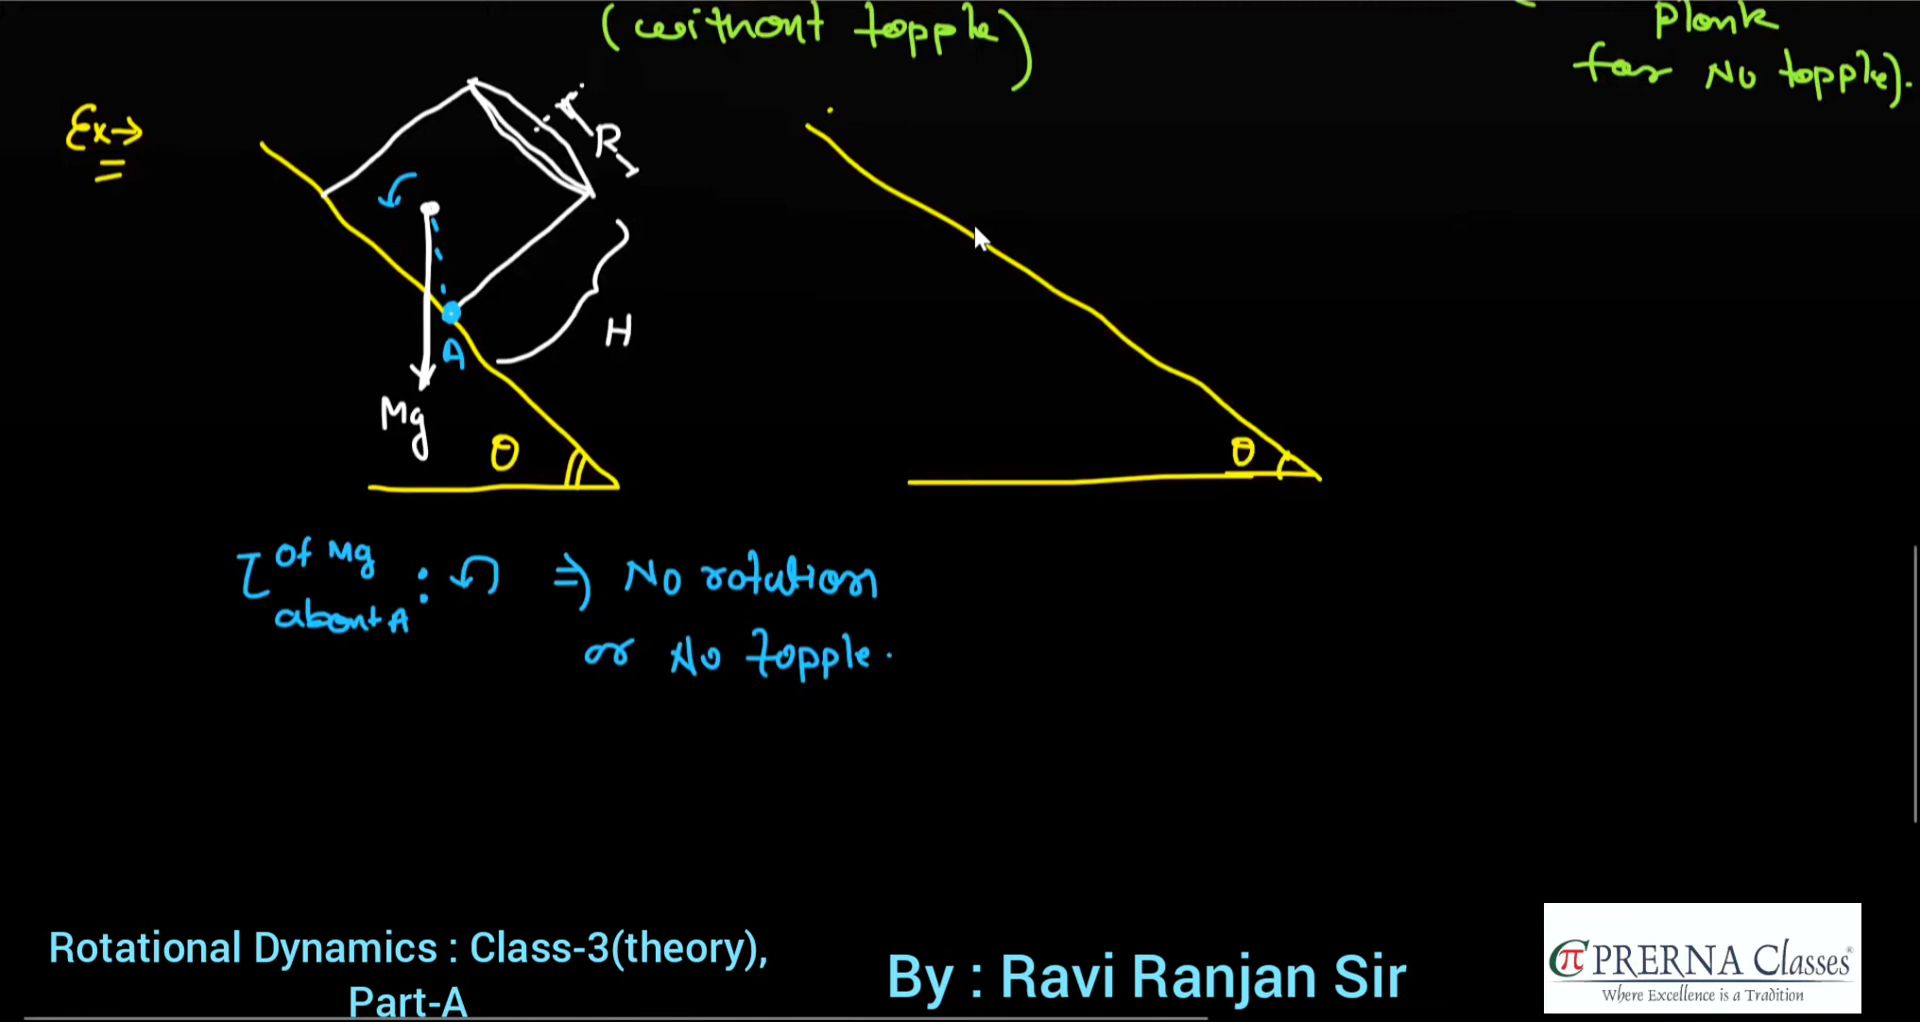 (without topple)
plank
for No topple).
Ex→
R
H
A
Mg
θ
θ
τ of Mg about A : ↺ ⇒ No rotation
or No topple.
Rotational Dynamics : Class-3(theory),
Part-A
By : Ravi Ranjan Sir
π PRERNA Classes®
Where Excellence is a Tradition